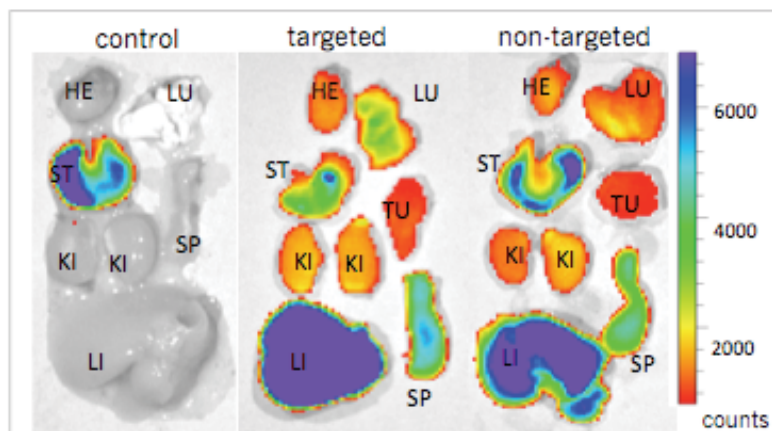 control
HE
LU
ST
KI
KI
SP
LI
targeted
HE
LU
ST
TU
KI
KI
LI
SP
non-targeted
HE
LU
ST
TU
KI
KI
LI
SP
6000
4000
2000
counts